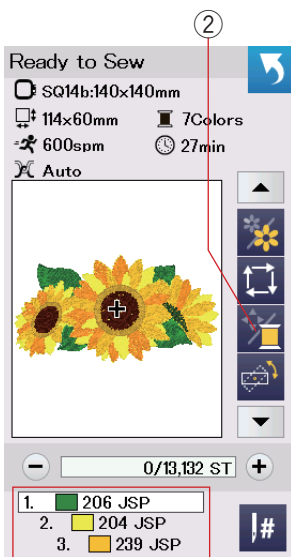 ②
Ready to Sew
SQ14b:140x140mm
114x60mm 7Colors
600spm 27min
Auto
0/13,132 ST
1. 206 JSP
2. 204 JSP
3. 239 JSP
#